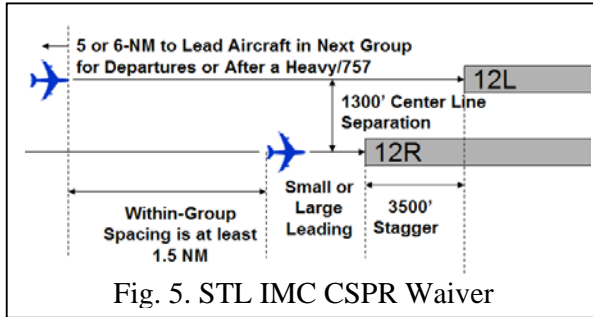 5 or 6-NM to Lead Aircraft in Next Group
for Departures or After a Heavy/757
12L
1300' Center Line
Separation
12R
Small or
Large
Leading
3500'
Stagger
Within-Group
Spacing is at least
1.5 NM
Fig. 5. STL IMC CSPR Waiver